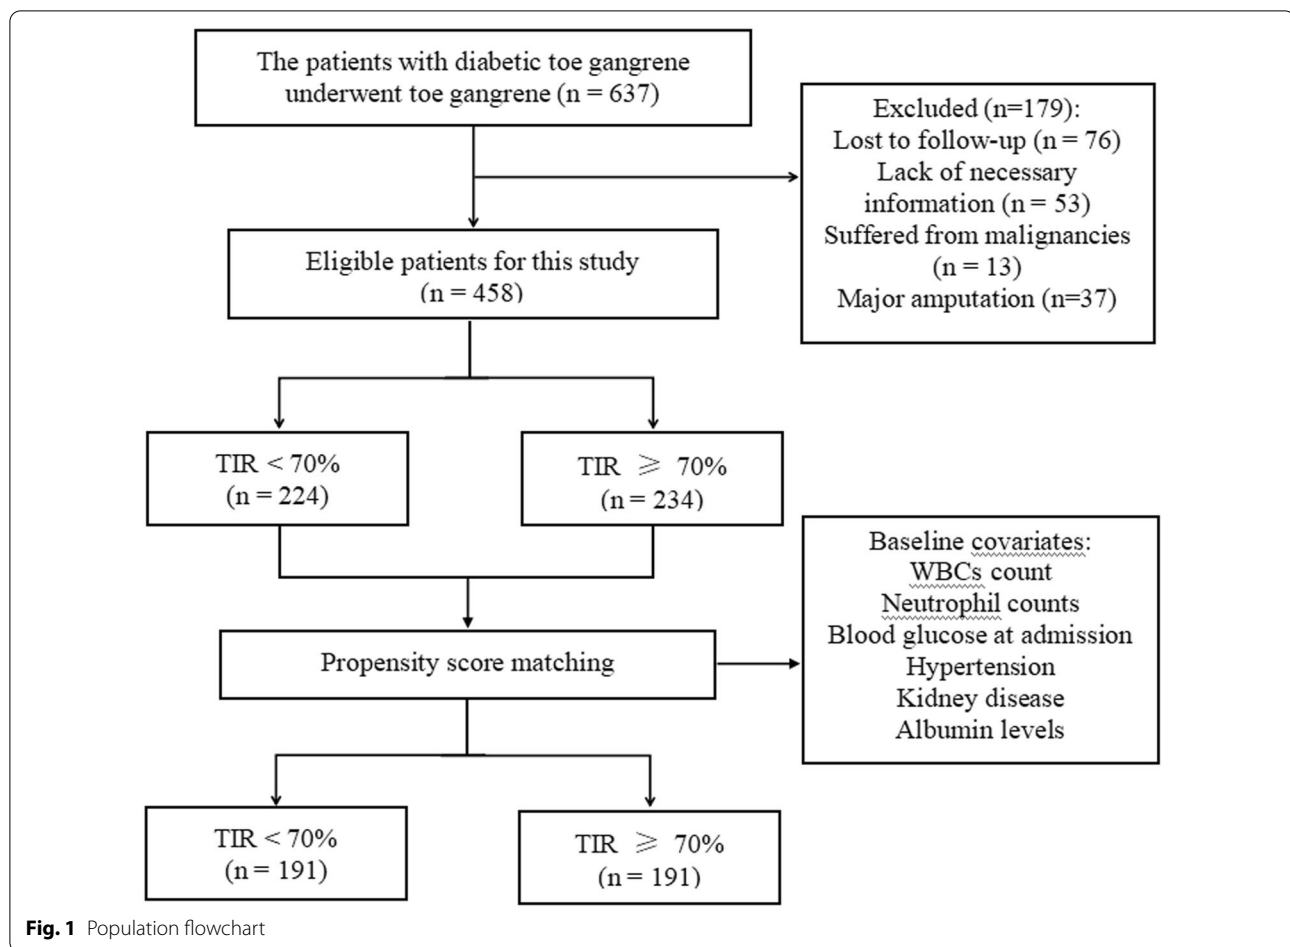 The patients with diabetic toe gangrene
underwent toe gangrene (n = 637)
Excluded (n=179):
Lost to follow-up (n = 76)
Lack of necessary
information (n = 53)
Suffered from malignancies
(n = 13)
Major amputation (n=37)
Eligible patients for this study
(n = 458)
TIR < 70%
(n = 224)
TIR ⩾ 70%
(n = 234)
Baseline covariates:
WBCs count
Neutrophil counts
Blood glucose at admission
Hypertension
Kidney disease
Albumin levels
Propensity score matching
TIR < 70%
(n = 191)
TIR ⩾ 70%
(n = 191)
Fig. 1 Population flowchart